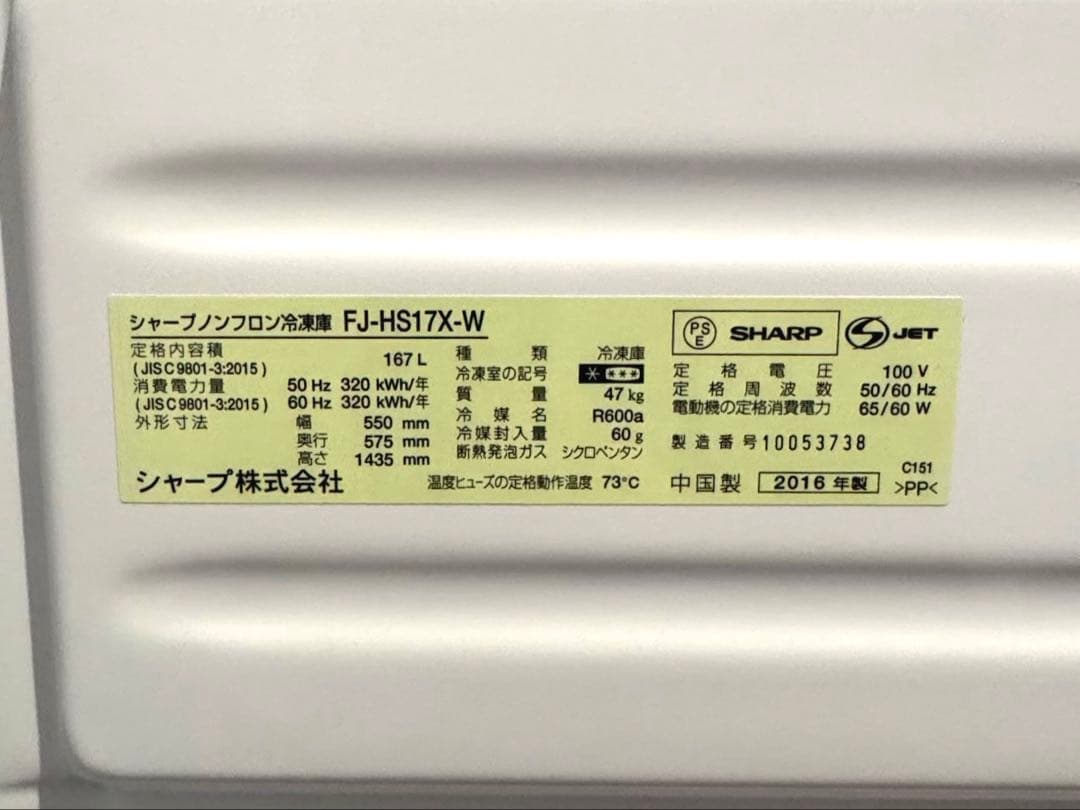 シャープノンフロン冷凍庫 FJ-HS17X-W
定格内容積
(JIS C 9801-3:2015) 167 L
消費電力量 50 Hz 320 kWh/年
(JIS C 9801-3:2015) 60 Hz 320 kWh/年
外形寸法 幅 550 mm
奥行 575 mm
高さ 1435 mm
シャープ株式会社
種類 冷凍庫
冷凍室の記号 ****
質量 47 kg
冷媒名 R600a
冷媒封入量 60 g
断熱発泡ガス シクロペンタン
温度ヒューズの定格動作温度 73℃
PSE SHARP S JET
定格電圧 100 V
定格周波数 50/60 Hz
電動機の定格消費電力 65/60 W
製造番号 10053738
中国製 2016 年製
C151
>PP<